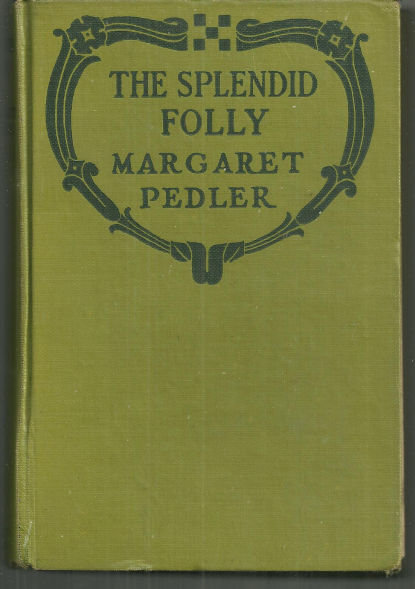 THE SPLENDID
FOLLY
MARGARET
PEDLER